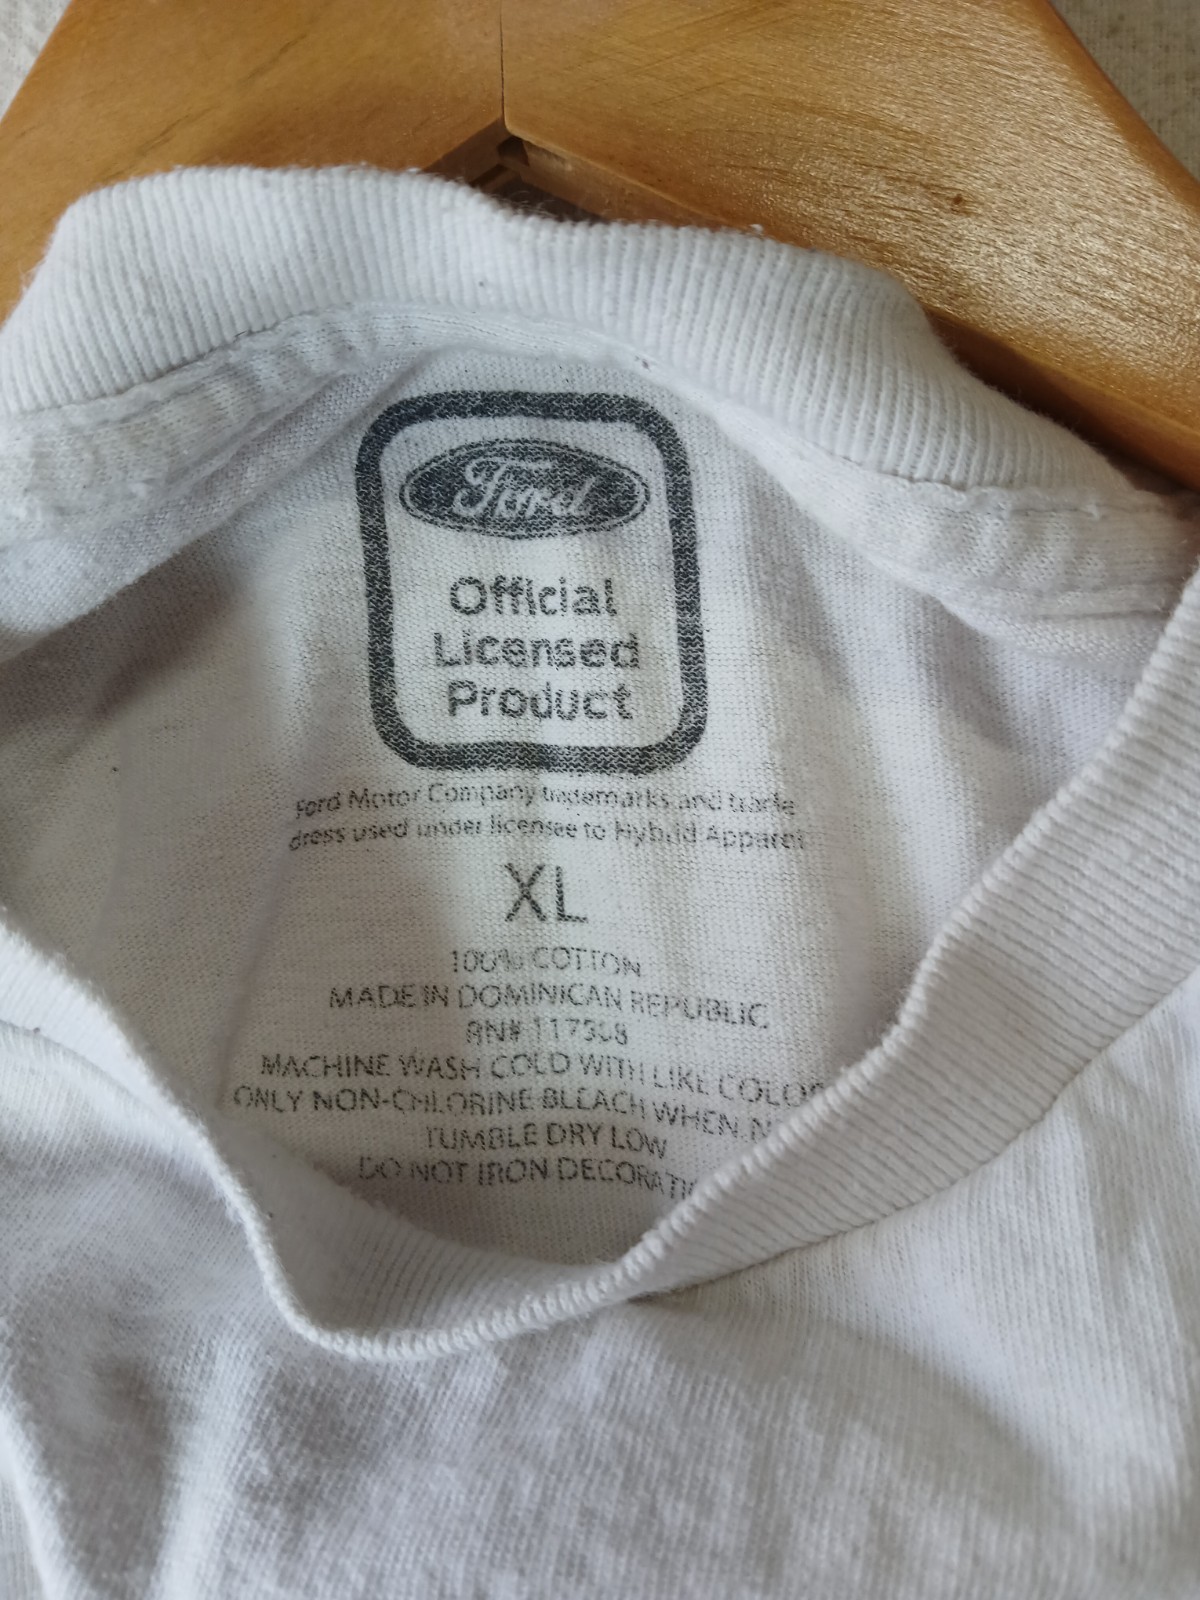 Ford
Official
Licensed
Product
Ford Motor Company trademarks and trade
dress used under licensee to Hybrid Apparel
XL
100% COTTON
MADE IN DOMINICAN REPUBLIC
RN#
MACHINE WASH COLD WITH LIKE
ONLY NON-CHLORINE BLEACH WHEN
TUMBLE DRY LOW
DO NOT IRON